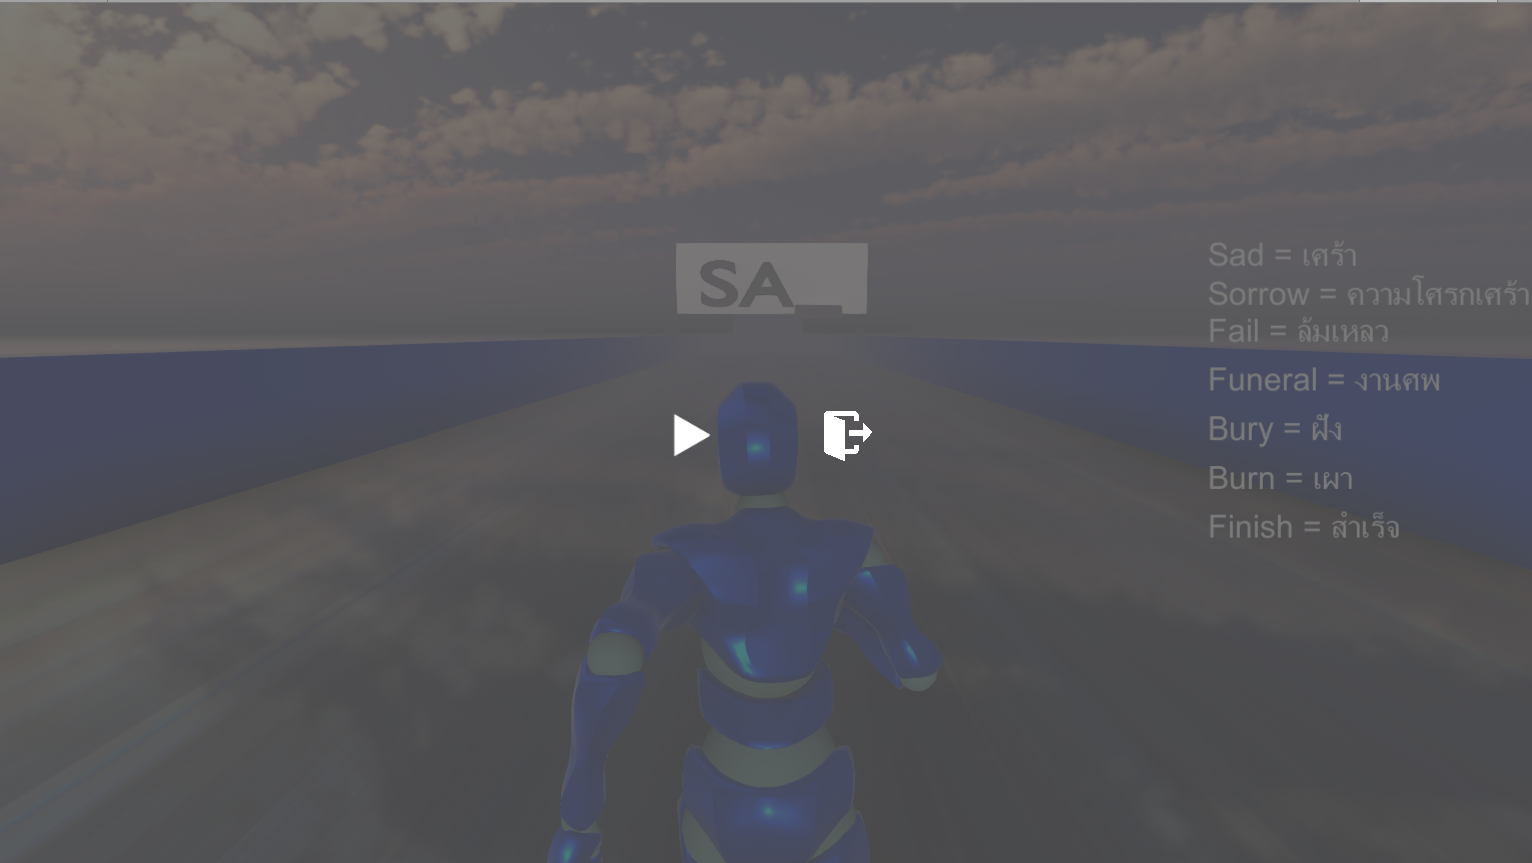 SA_
Sad = เศร้า
Sorrow = ความโศรกเศร้า
Fail = ล้มเหลว
Funeral = งานศพ
Bury = ฝัง
Burn = เผา
Finish = สำเร็จ